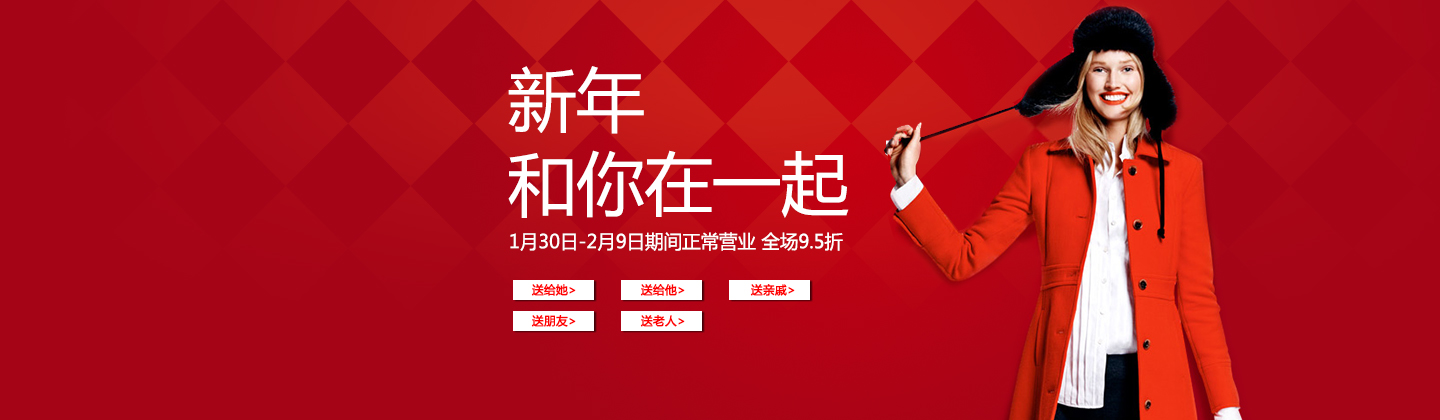 新年
和你在一起
1月30日-2月9日期间正常营业 全场9.5折
送给她> 送给他> 送亲戚>
送朋友> 送老人>